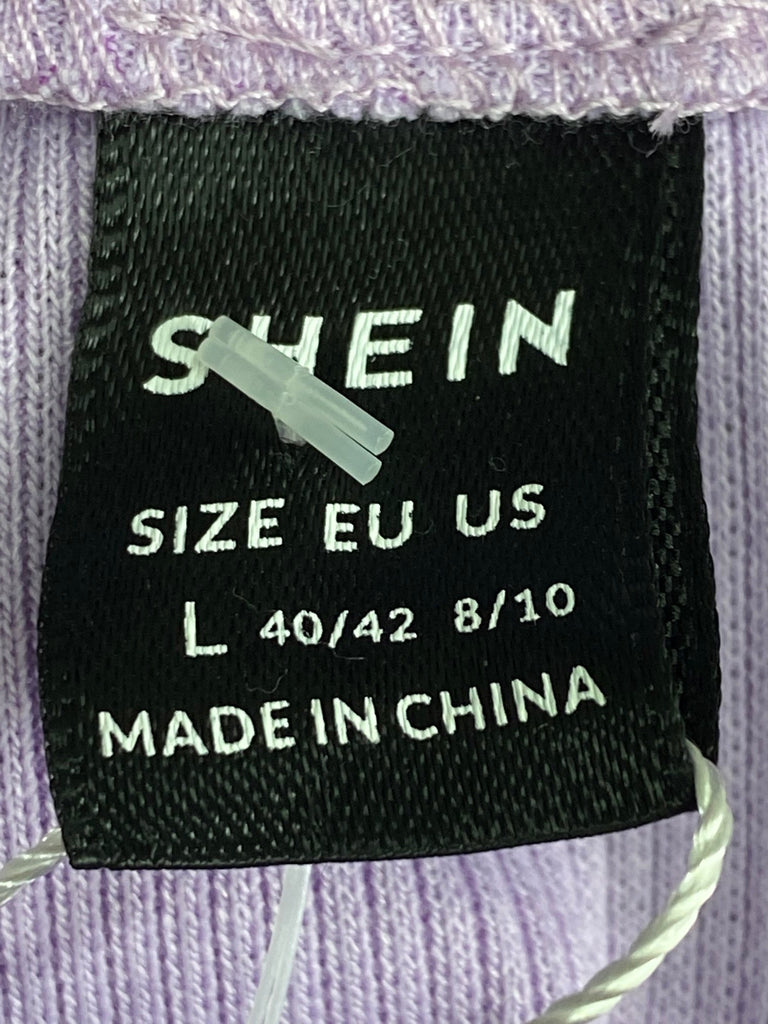 SHEIN
SIZE EU US
L 40/42 8/10
MADE IN CHINA